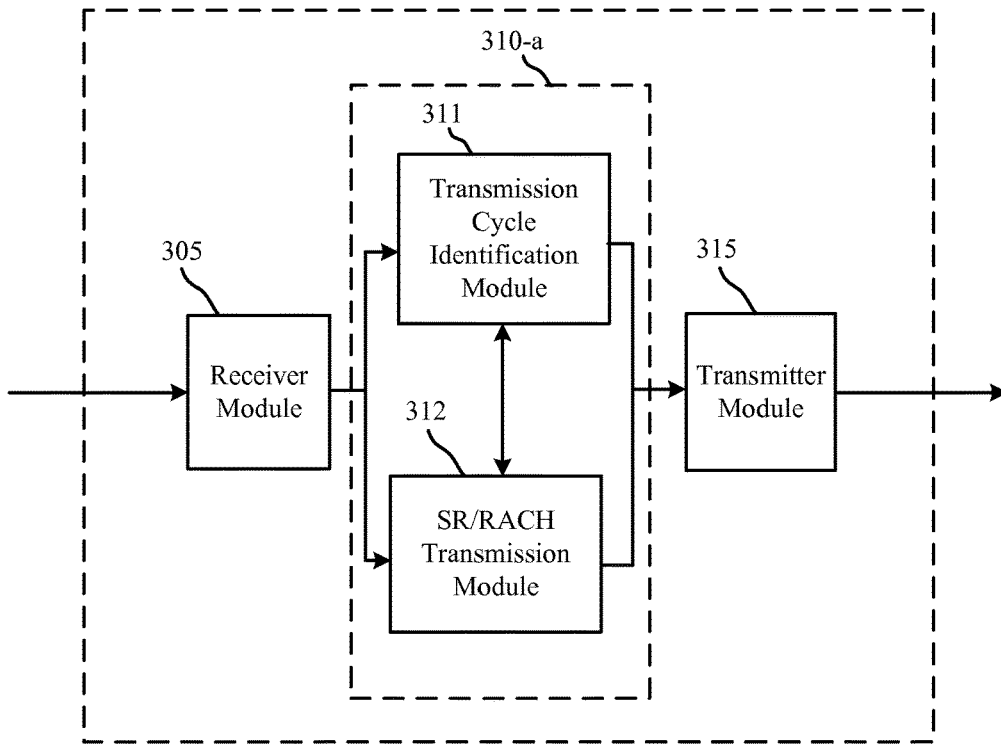 310-a
311
Transmission
Cycle
Identification
Module
305
Receiver
Module
315
Transmitter
Module
312
SR/RACH
Transmission
Module